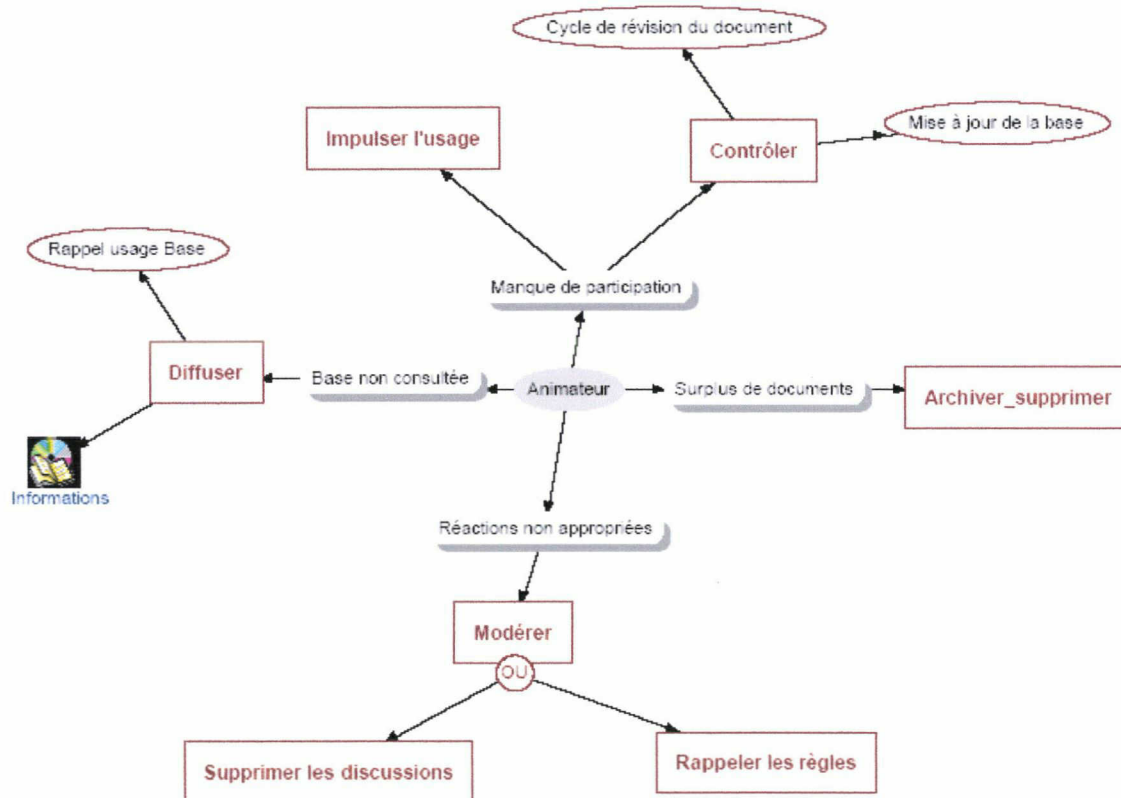 Cycle de révision du document
Mise à jour de la base
Impulser l'usage
Contrôler
Rappel usage Base
Manque de participation
Diffuser
Base non consultée
Animateur
Surplus de documents
Archiver_supprimer
Informations
Réactions non appropriées
Modérer
OU
Supprimer les discussions
Rappeler les règles